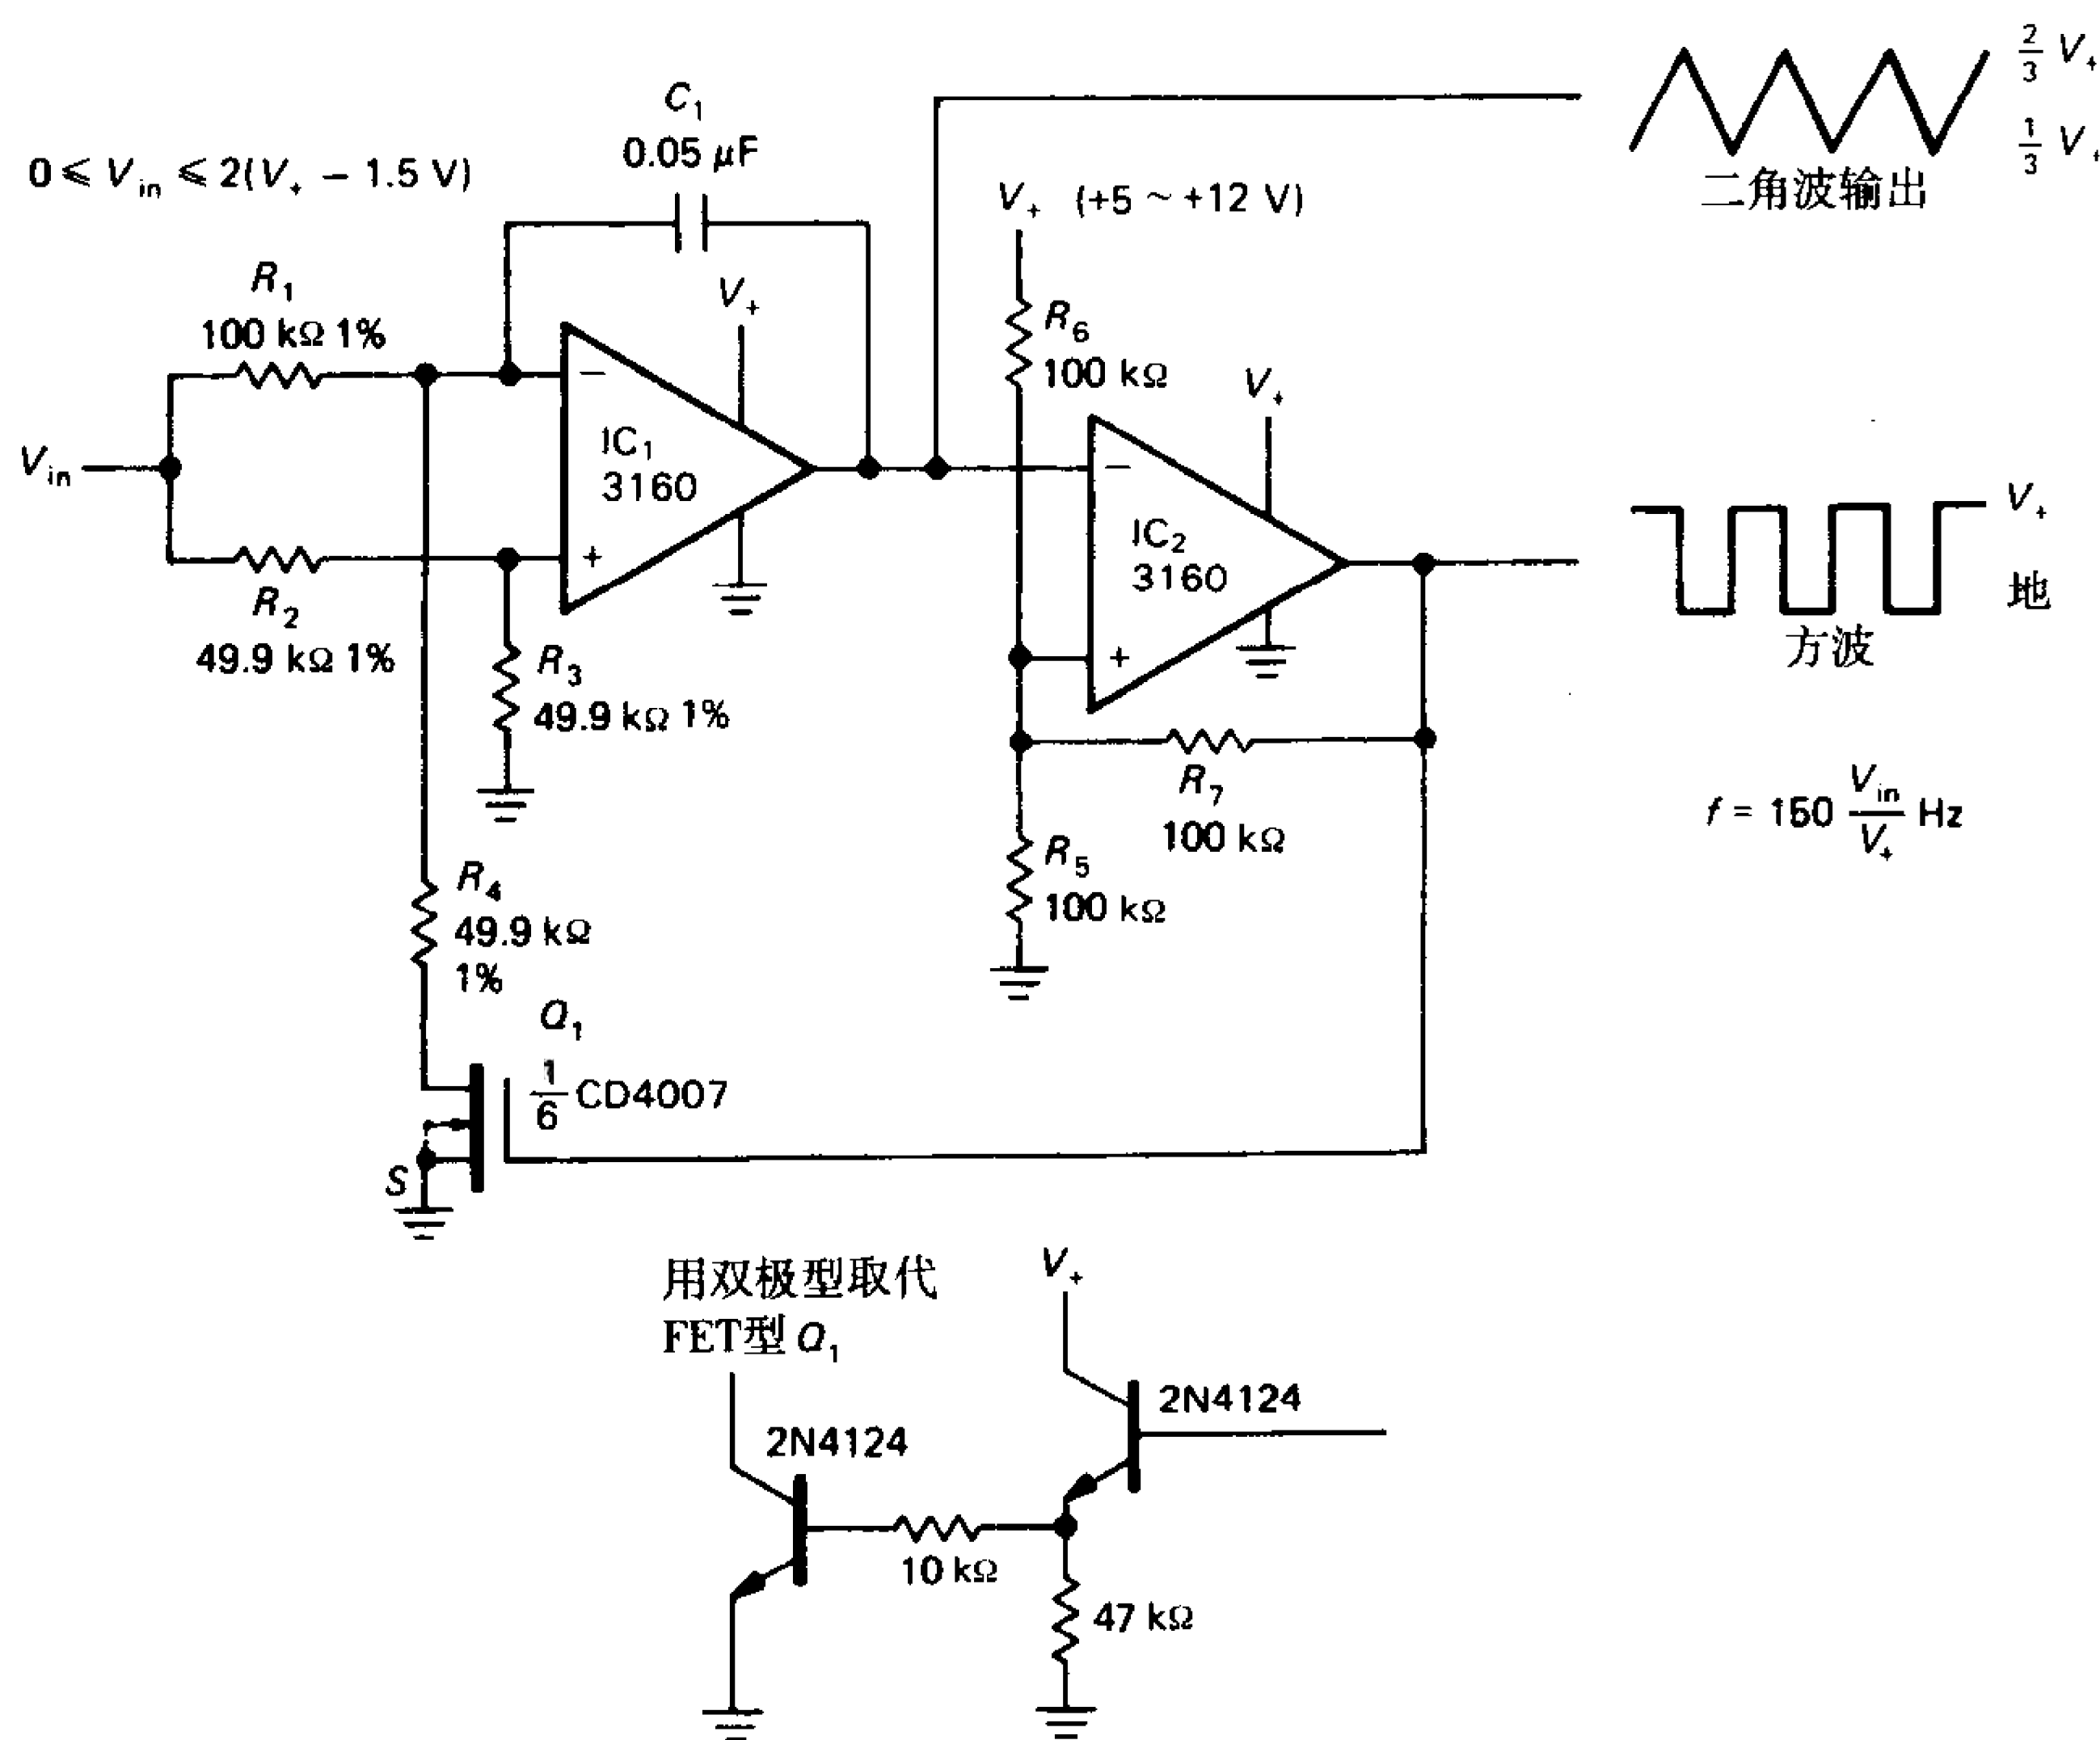 C₁
0.05 μF
0 ≤ Vᵢₙ ≤ 2(V₊ − 1.5 V)
2/3 V₊
1/3 V₊
二角波输出
V₊ (+5 ~ +12 V)
R₁
100 kΩ 1%
V₊
R₆
100 kΩ
V₊
Vᵢₙ
−
IC₁
3160
+
−
IC₂
3160
+
V₊
地
方波
R₂
49.9 kΩ 1%
R₃
49.9 kΩ 1%
R₇
100 kΩ
f = 150 Vᵢₙ/V₊ Hz
R₅
100 kΩ
R₄
49.9 kΩ
1%
Q₁
1/6 CD4007
S
用双极型取代
FET型 Q₁
V₊
2N4124
2N4124
10 kΩ
47 kΩ